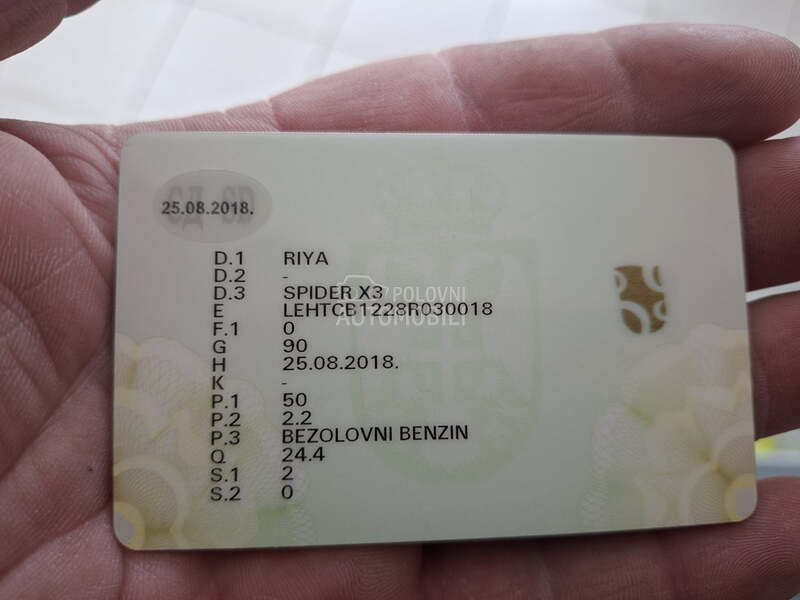 25.08.2018.
D.1 RIYA
D.2 -
D.3 SPIDER X3
E LEHTCB1228R030018
F.1 0
G 90
H 25.08.2018.
K -
P.1 50
P.2 2.2
P.3 BEZOLOVNI BENZIN
Q 24.4
S.1 2
S.2 0
POLOVNI
AUTOMOBILI